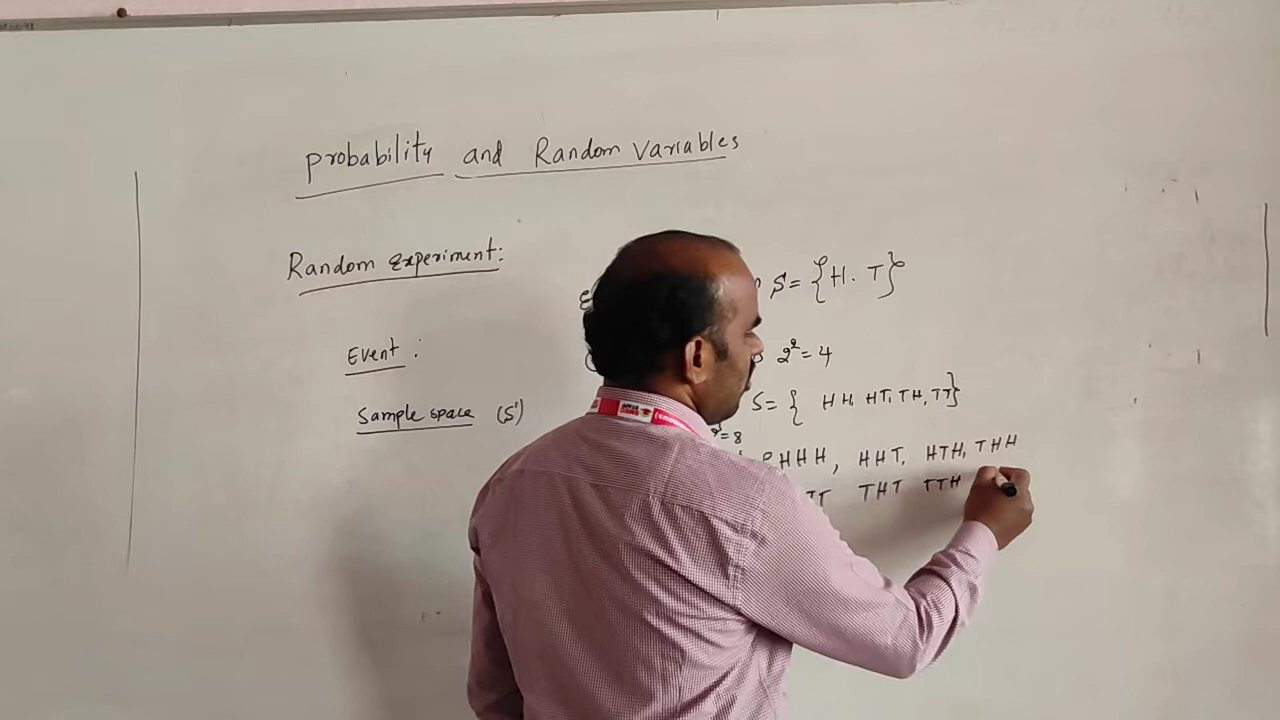 Probability and Random Variables
Random Experiment:
S = {H. T}
Event :
2² = 4
Sample space (S)
S = { HH, HT, TH, TT}
= 8
HHH, HHT, HTH, THH
TT THT TTH